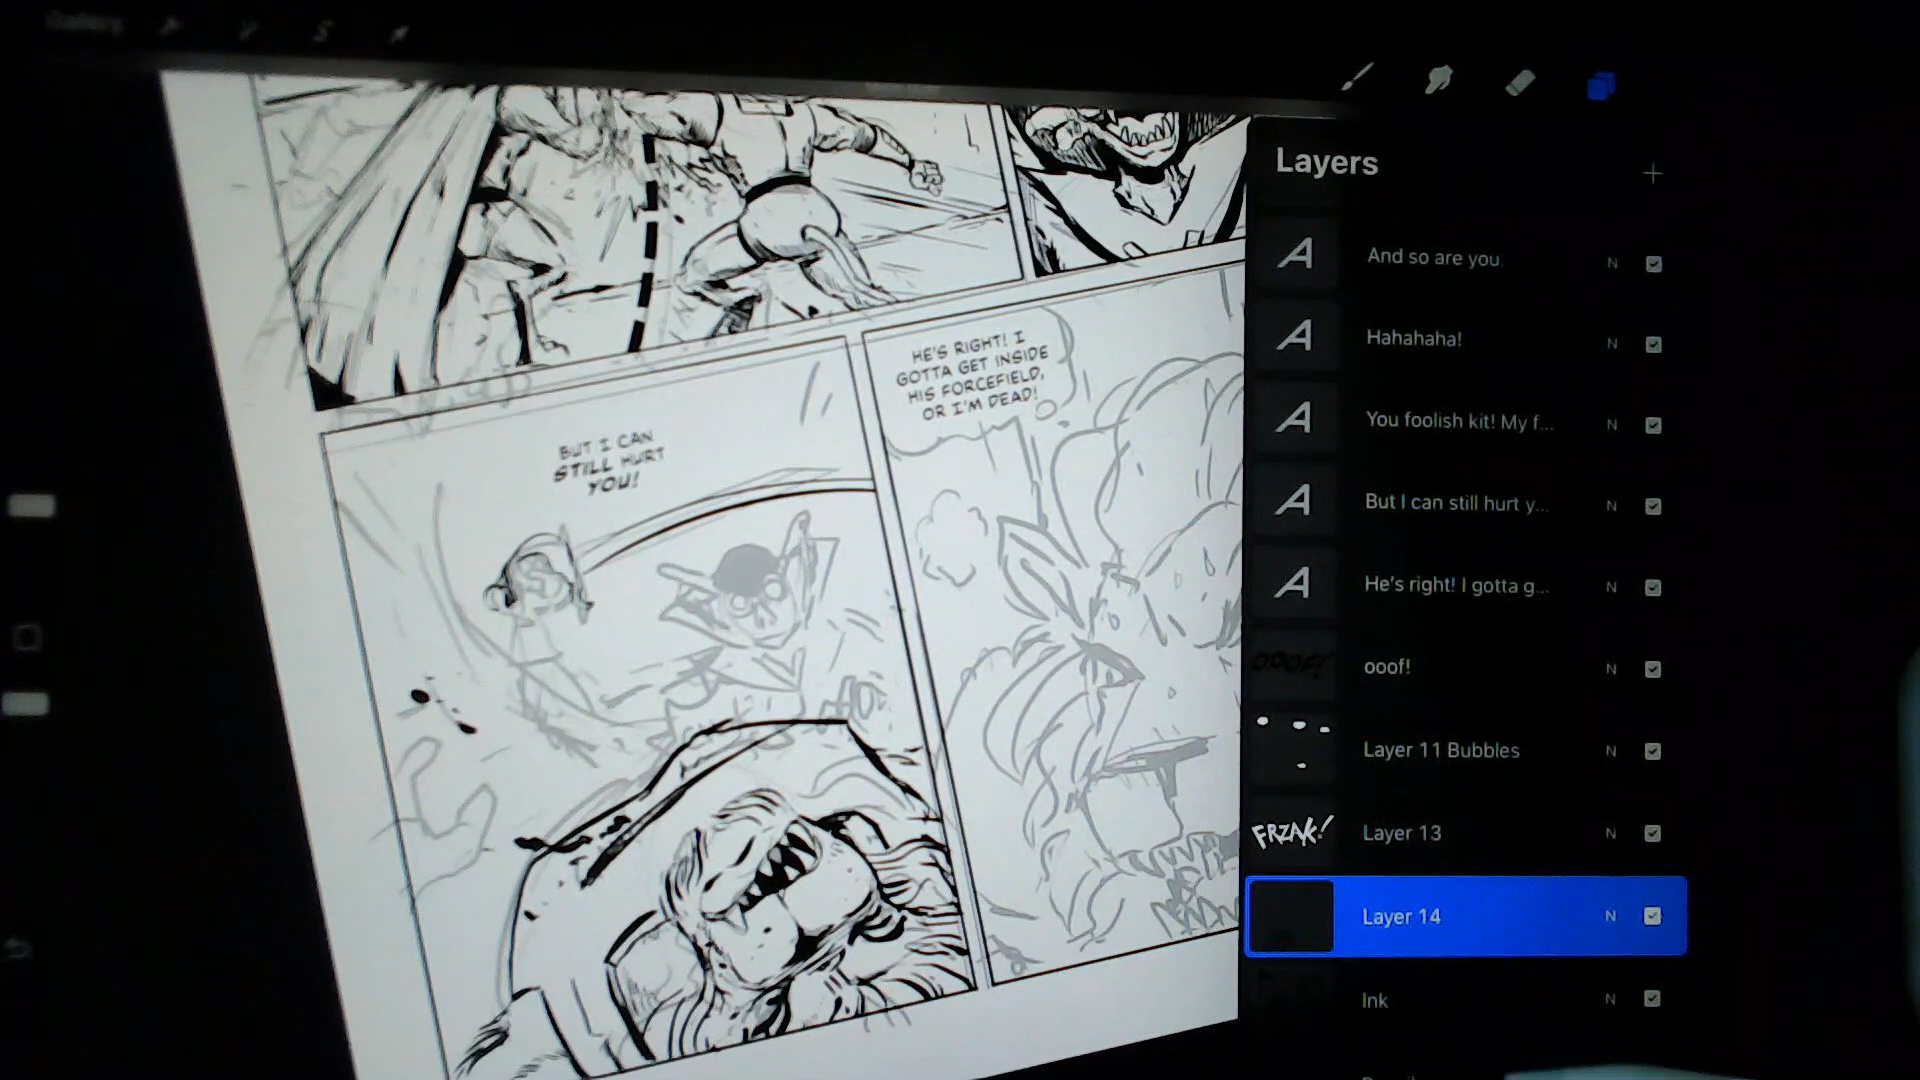 Gallery
Layers
And so are you.
N
Hahahaha!
N
You foolish kit! My f...
N
But I can still hurt y...
N
He's right! I gotta g...
N
OOOF!
ooof!
N
Layer 11 Bubbles
N
FRZAK!
Layer 13
N
Layer 14
N
Ink
N
BUT I CAN
STILL HURT
YOU!
HE'S RIGHT! I
GOTTA GET INSIDE
HIS FORCEFIELD,
OR I'M DEAD!